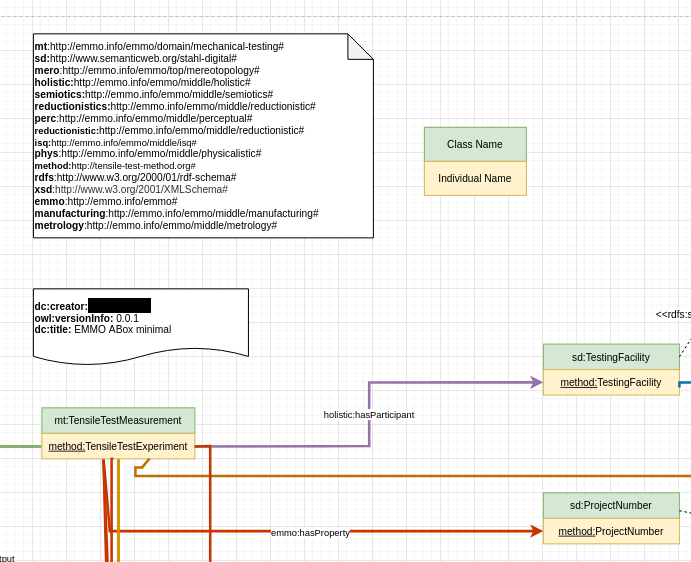 mt:http://emmo.info/emmo/domain/mechanical-testing#
sd:http://www.semanticweb.org/stahl-digital#
mero:http://emmo.info/emmo/top/mereotopology#
holistic:http://emmo.info/emmo/middle/holistic#
semiotics:http://emmo.info/emmo/middle/semiotics#
reductionistics:http://emmo.info/emmo/middle/reductionistic#
perc:http://emmo.info/emmo/middle/perceptual#
reductionistic:http://emmo.info/emmo/middle/reductionistic#
isq:http://emmo.info/emmo/middle/isq#
phys:http://emmo.info/emmo/middle/physicalistic#
method:http://tensile-test-method.org#
rdfs:http://www.w3.org/2000/01/rdf-schema#
xsd:http://www.w3.org/2001/XMLSchema#
emmo:http://emmo.info/emmo#
manufacturing:http://emmo.info/emmo/middle/manufacturing#
metrology:http://emmo.info/emmo/middle/metrology#
Class Name
Individual Name
dc:creator:
owl:versionInfo: 0.0.1
dc:title: EMMO ABox minimal
<<rdfs:s
sd:TestingFacility
method:TestingFacility
mt:TensileTestMeasurement
method:TensileTestExperiment
holistic:hasParticipant
sd:ProjectNumber
method:ProjectNumber
emmo:hasProperty
tput